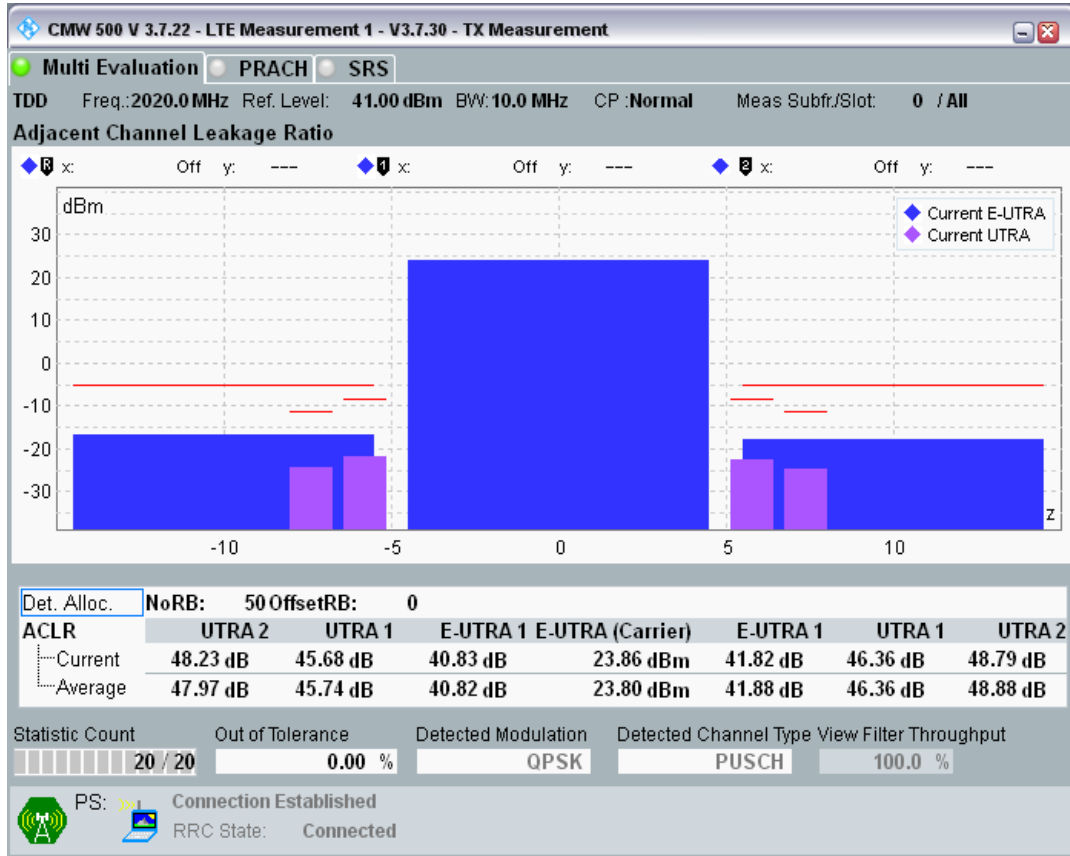 CMW 500 V 3.7.22 - LTE Measurement 1 - V3.7.30 - TX Measurement
Multi Evaluation PRACH SRS
TDD Freq.:2020.0 MHz Ref. Level: 41.00 dBm BW: 10.0 MHz CP :Normal Meas Subfr./Slot: 0 / All
Adjacent Channel Leakage Ratio
R x: Off y: --- 1 x: Off y: --- 2 x: Off y: ---
dBm
Current E-UTRA
Current UTRA
30
20
10
0
-10
-20
-30
z
-10 -5 0 5 10
Det. Alloc. NoRB: 50 OffsetRB: 0
ACLR UTRA 2 UTRA 1 E-UTRA 1 E-UTRA (Carrier) E-UTRA 1 UTRA 1 UTRA 2
Current 48.23 dB 45.68 dB 40.83 dB 23.86 dBm 41.82 dB 46.36 dB 48.79 dB
Average 47.97 dB 45.74 dB 40.82 dB 23.80 dBm 41.88 dB 46.36 dB 48.88 dB
Statistic Count Out of Tolerance Detected Modulation Detected Channel Type View Filter Throughput
20 / 20 0.00 % QPSK PUSCH 100.0 %
PS: Connection Established
RRC State: Connected